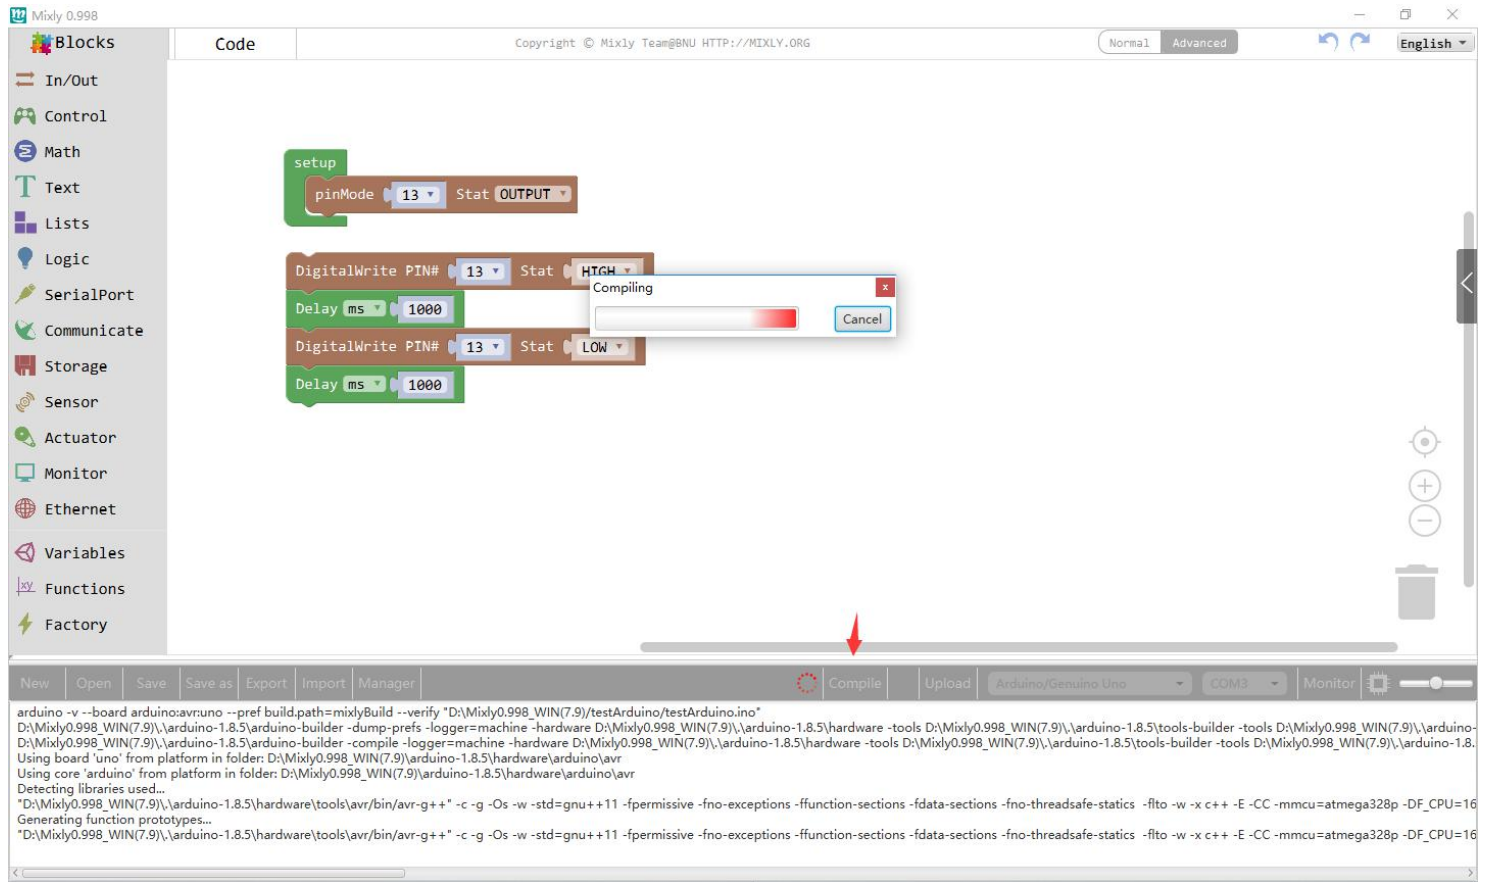 Mixly 0.998
Blocks
Code
Copyright © Mixly Team@BNU HTTP://MIXLY.ORG
Normal
Advanced
English
In/Out
Control
Math
Text
Lists
Logic
SerialPort
Communicate
Storage
Sensor
Actuator
Monitor
Ethernet
Variables
Functions
Factory
setup
pinMode 13 Stat OUTPUT
DigitalWrite PIN# 13 Stat HIGH
Delay ms 1000
DigitalWrite PIN# 13 Stat LOW
Delay ms 1000
Compiling
x
Cancel
New Open Save Save as Export Import Manager Compile Upload Arduino/Genuino Uno COM3 Monitor
arduino -v --board arduino:avr:uno --pref build.path=mixlyBuild --verify "D:\Mixly0.998_WIN(7.9)/testArduino/testArduino.ino"
D:\Mixly0.998_WIN(7.9)\.\arduino-1.8.5\arduino-builder -dump-prefs -logger=machine -hardware D:\Mixly0.998_WIN(7.9)\.\arduino-1.8.5\hardware -tools D:\Mixly0.998_WIN(7.9)\.\arduino-1.8.5\tools-builder -tools D:\Mixly0.998_WIN(7.9)\.\arduino-
D:\Mixly0.998_WIN(7.9)\.\arduino-1.8.5\arduino-builder -compile -logger=machine -hardware D:\Mixly0.998_WIN(7.9)\.\arduino-1.8.5\hardware -tools D:\Mixly0.998_WIN(7.9)\.\arduino-1.8.5\tools-builder -tools D:\Mixly0.998_WIN(7.9)\.\arduino-1.8.
Using board 'uno' from platform in folder: D:\Mixly0.998_WIN(7.9)\arduino-1.8.5\hardware\arduino\avr
Using core 'arduino' from platform in folder: D:\Mixly0.998_WIN(7.9)\arduino-1.8.5\hardware\arduino\avr
Detecting libraries used...
"D:\Mixly0.998_WIN(7.9)\.\arduino-1.8.5\hardware\tools\avr/bin/avr-g++" -c -g -Os -w -std=gnu++11 -fpermissive -fno-exceptions -ffunction-sections -fdata-sections -fno-threadsafe-statics -flto -w -x c++ -E -CC -mmcu=atmega328p -DF_CPU=16
Generating function prototypes...
"D:\Mixly0.998_WIN(7.9)\.\arduino-1.8.5\hardware\tools\avr/bin/avr-g++" -c -g -Os -w -std=gnu++11 -fpermissive -fno-exceptions -ffunction-sections -fdata-sections -fno-threadsafe-statics -flto -w -x c++ -E -CC -mmcu=atmega328p -DF_CPU=16